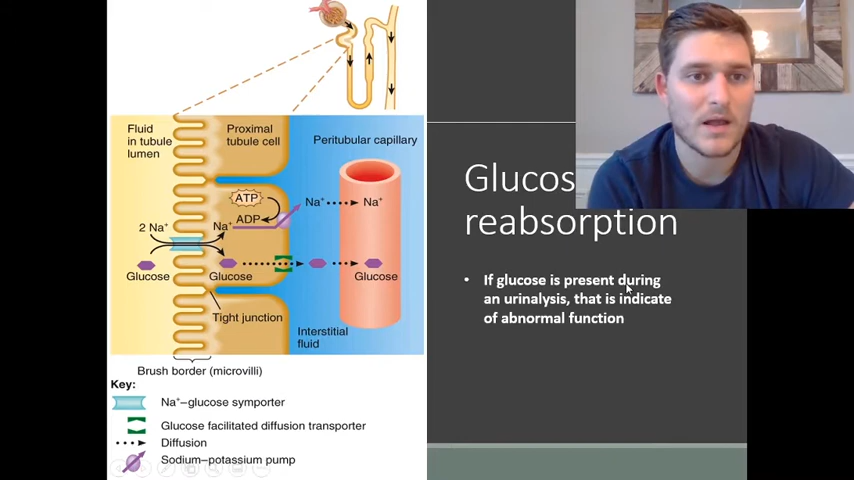 Fluid
in tubule
lumen
Proximal
tubule cell
Peritubular capillary
ATP
ADP
Na⁺
Na⁺
2 Na⁺
Na⁺
Glucose
Glucose
Glucose
Tight junction
Interstitial
fluid
Brush border (microvilli)
Key:
Na⁺–glucose symporter
Glucose facilitated diffusion transporter
Diffusion
Sodium–potassium pump
reabsorption
• If glucose is present during
an urinalysis, that is indicate
of abnormal function